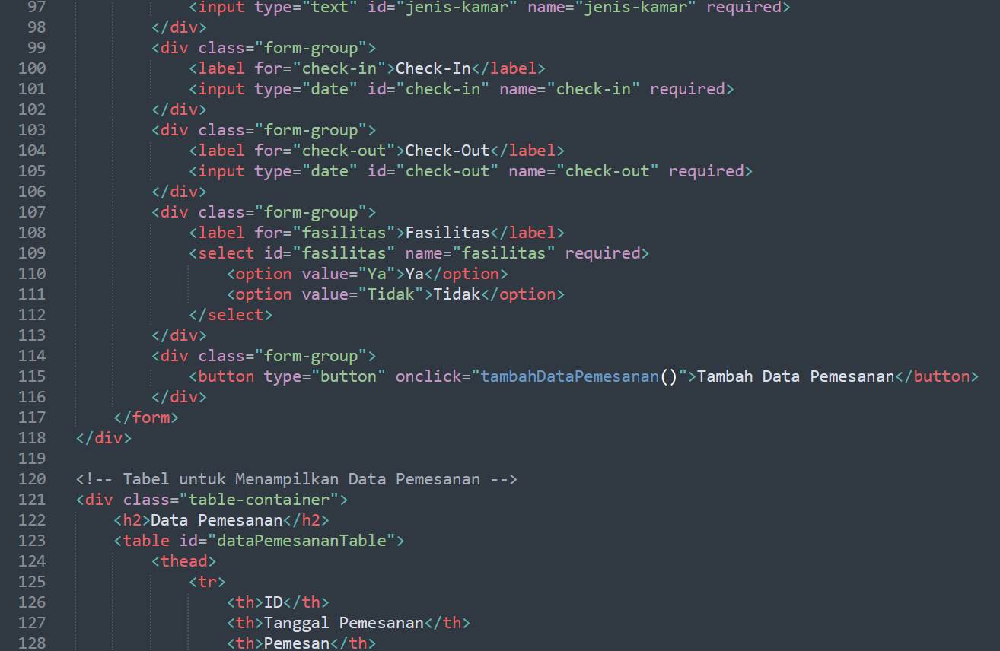 97 <input type="text" id="jenis-kamar" name="jenis-kamar" required>
98 </div>
99 <div class="form-group">
100 <label for="check-in">Check-In</label>
101 <input type="date" id="check-in" name="check-in" required>
102 </div>
103 <div class="form-group">
104 <label for="check-out">Check-Out</label>
105 <input type="date" id="check-out" name="check-out" required>
106 </div>
107 <div class="form-group">
108 <label for="fasilitas">Fasilitas</label>
109 <select id="fasilitas" name="fasilitas" required>
110 <option value="Ya">Ya</option>
111 <option value="Tidak">Tidak</option>
112 </select>
113 </div>
114 <div class="form-group">
115 <button type="button" onclick="tambahDataPemesanan()">Tambah Data Pemesanan</button>
116 </div>
117 </form>
118 </div>
119
120 <!-- Tabel untuk Menampilkan Data Pemesanan -->
121 <div class="table-container">
122 <h2>Data Pemesanan</h2>
123 <table id="dataPemesananTable">
124 <thead>
125 <tr>
126 <th>ID</th>
127 <th>Tanggal Pemesanan</th>
128 <th>Pemesan</th>